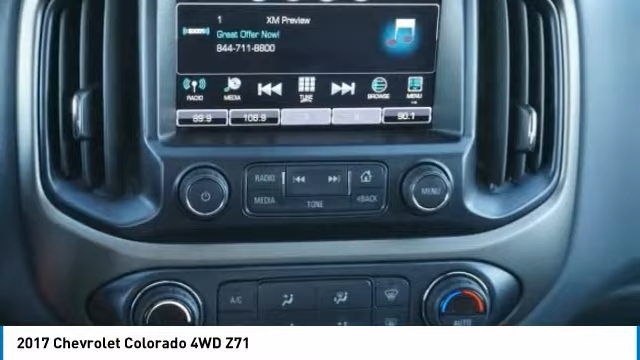 1 XM Preview
Great Offer Now!
844-711-8800
RADIO MEDIA TUNE BROWSE MENU
89.9 106.9 90.1
RADIO MENU
MEDIA TONE <BACK
A/C AUTO
2017 Chevrolet Colorado 4WD Z71